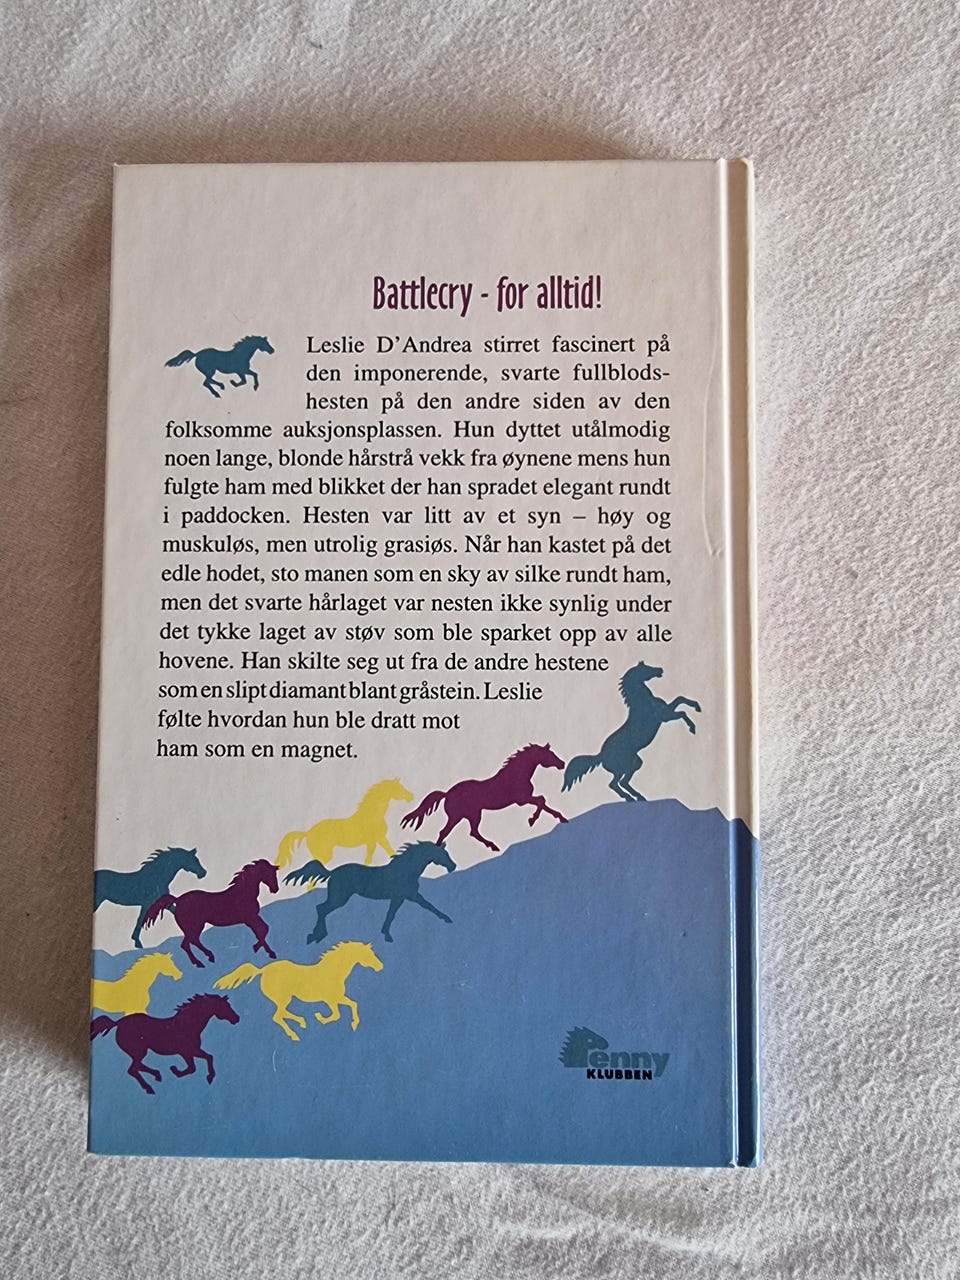 Battlecry - for alltid!
Leslie D'Andrea stirret fascinert på
den imponerende, svarte fullblods-
hesten på den andre siden av den
folksomme auksjonsplassen. Hun dyttet utålmodig
noen lange, blonde hårstrå vekk fra øynene mens hun
fulgte ham med blikket der han spradet elegant rundt
i paddocken. Hesten var litt av et syn – høy og
muskuløs, men utrolig grasiøs. Når han kastet på det
edle hodet, sto manen som en sky av silke rundt ham,
men det svarte hårlaget var nesten ikke synlig under
det tykke laget av støv som ble sparket opp av alle
hovene. Han skilte seg ut fra de andre hestene
som en slipt diamant blant gråstein. Leslie
følte hvordan hun ble dratt mot
ham som en magnet.
Penny
KLUBBEN